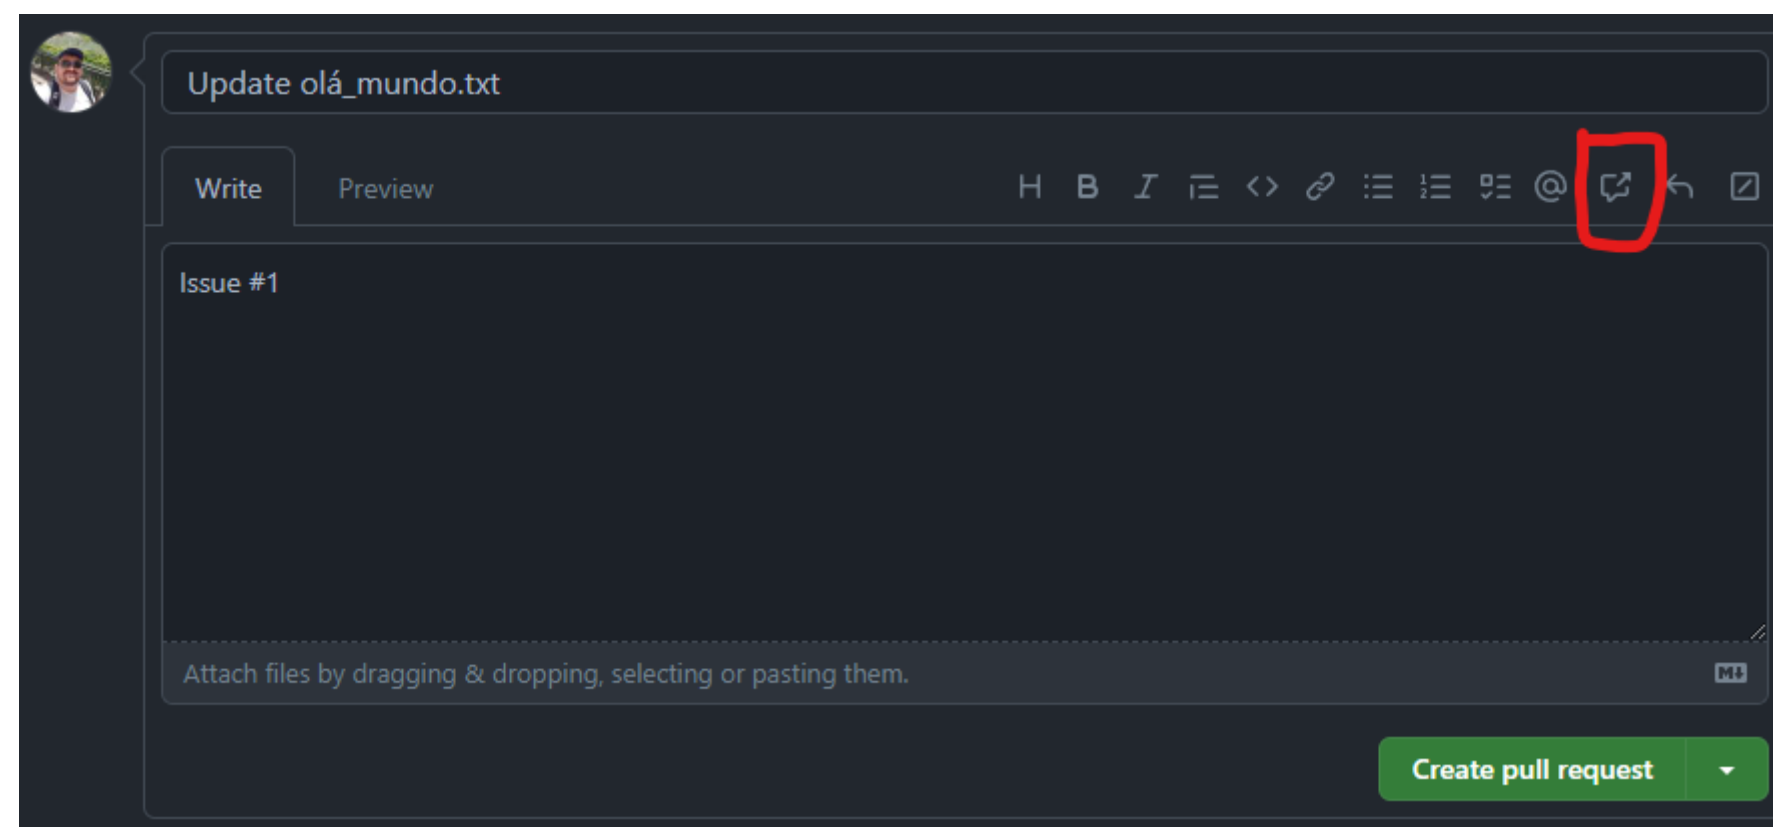 Update olá_mundo.txt
Write Preview H B I <> @
Issue #1
Attach files by dragging & dropping, selecting or pasting them. M↓
Create pull request